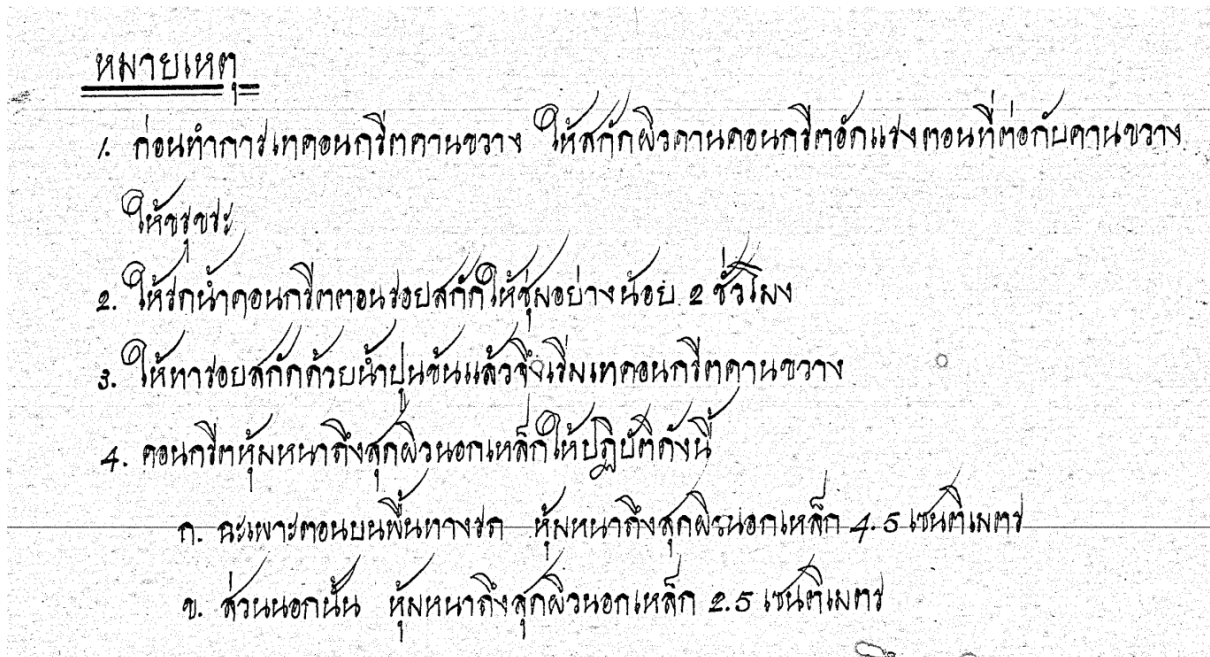 หมายเหตุ
1. ก่อนทำการเทคอนกรีตคานขวาง ให้สกัดผิวคานคอนกรีตอัดแรงตอนที่ต่อกับคานขวาง
ให้ขรุขระ
2. ให้รดน้ำคอนกรีตตอนรอยสกัดให้ชุ่มอย่างน้อย 2 ชั่วโมง
3. ให้ทารอยสกัดด้วยน้ำปูนข้นแล้วจึงเริ่มเทคอนกรีตคานขวาง
4. คอนกรีตหุ้มหนาถึงสุดผิวนอกเหล็กให้ปฏิบัติดังนี้
ก. ฉะเพาะตอนบนพื้นทางรถ หุ้มหนาถึงสุดผิวนอกเหล็ก 4.5 เซนติเมตร
ข. ส่วนนอกนั้น หุ้มหนาถึงสุดผิวนอกเหล็ก 2.5 เซนติเมตร